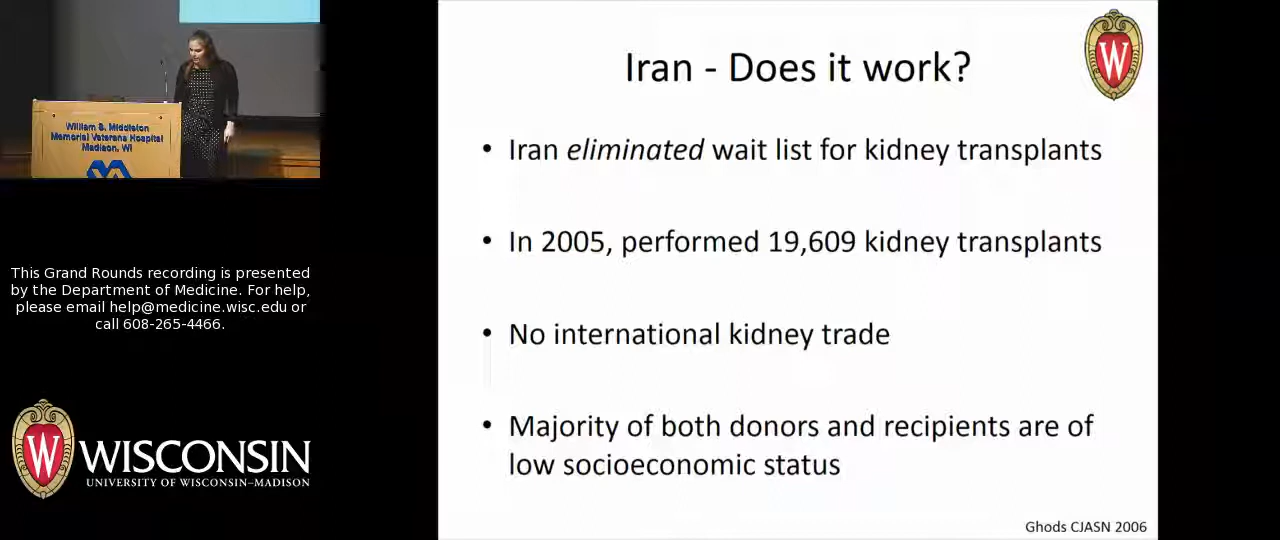 William S. Middleton
Memorial Veterans Hospital
Madison, WI
This Grand Rounds recording is presented
by the Department of Medicine. For help,
please email help@medicine.wisc.edu or
call 608-265-4466.
W
WISCONSIN
UNIVERSITY OF WISCONSIN–MADISON
Iran - Does it work?
W
• Iran eliminated wait list for kidney transplants
• In 2005, performed 19,609 kidney transplants
• No international kidney trade
• Majority of both donors and recipients are of
low socioeconomic status
Ghods CJASN 2006